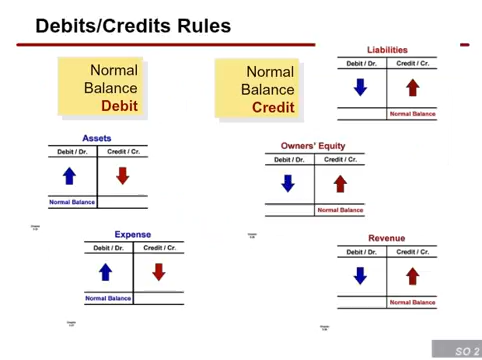 Debits/Credits Rules
Normal
Balance
Debit
Normal
Balance
Credit
Liabilities
Debit / Dr.
Credit / Cr.
Normal Balance
Assets
Debit / Dr.
Credit / Cr.
Normal Balance
Owners' Equity
Debit / Dr.
Credit / Cr.
Normal Balance
Expense
Debit / Dr.
Credit / Cr.
Normal Balance
Revenue
Debit / Dr.
Credit / Cr.
Normal Balance
SO 2